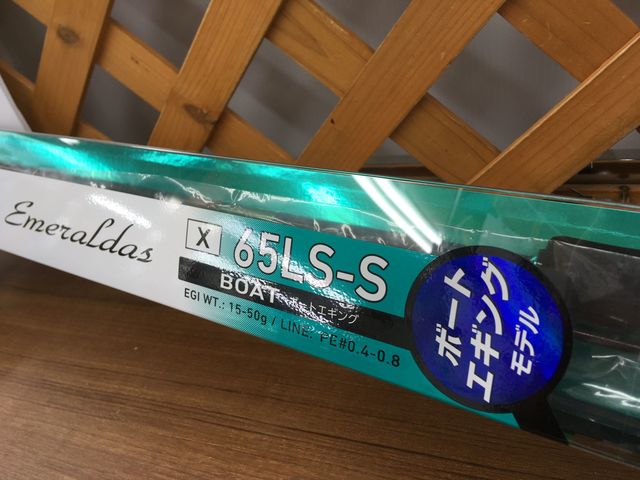 Emeraldas
X 65LS-S
BOAT ボートエギング
EGI WT.: 15-50g / LINE: PE#0.4-0.8
ボート
エギング
モデル